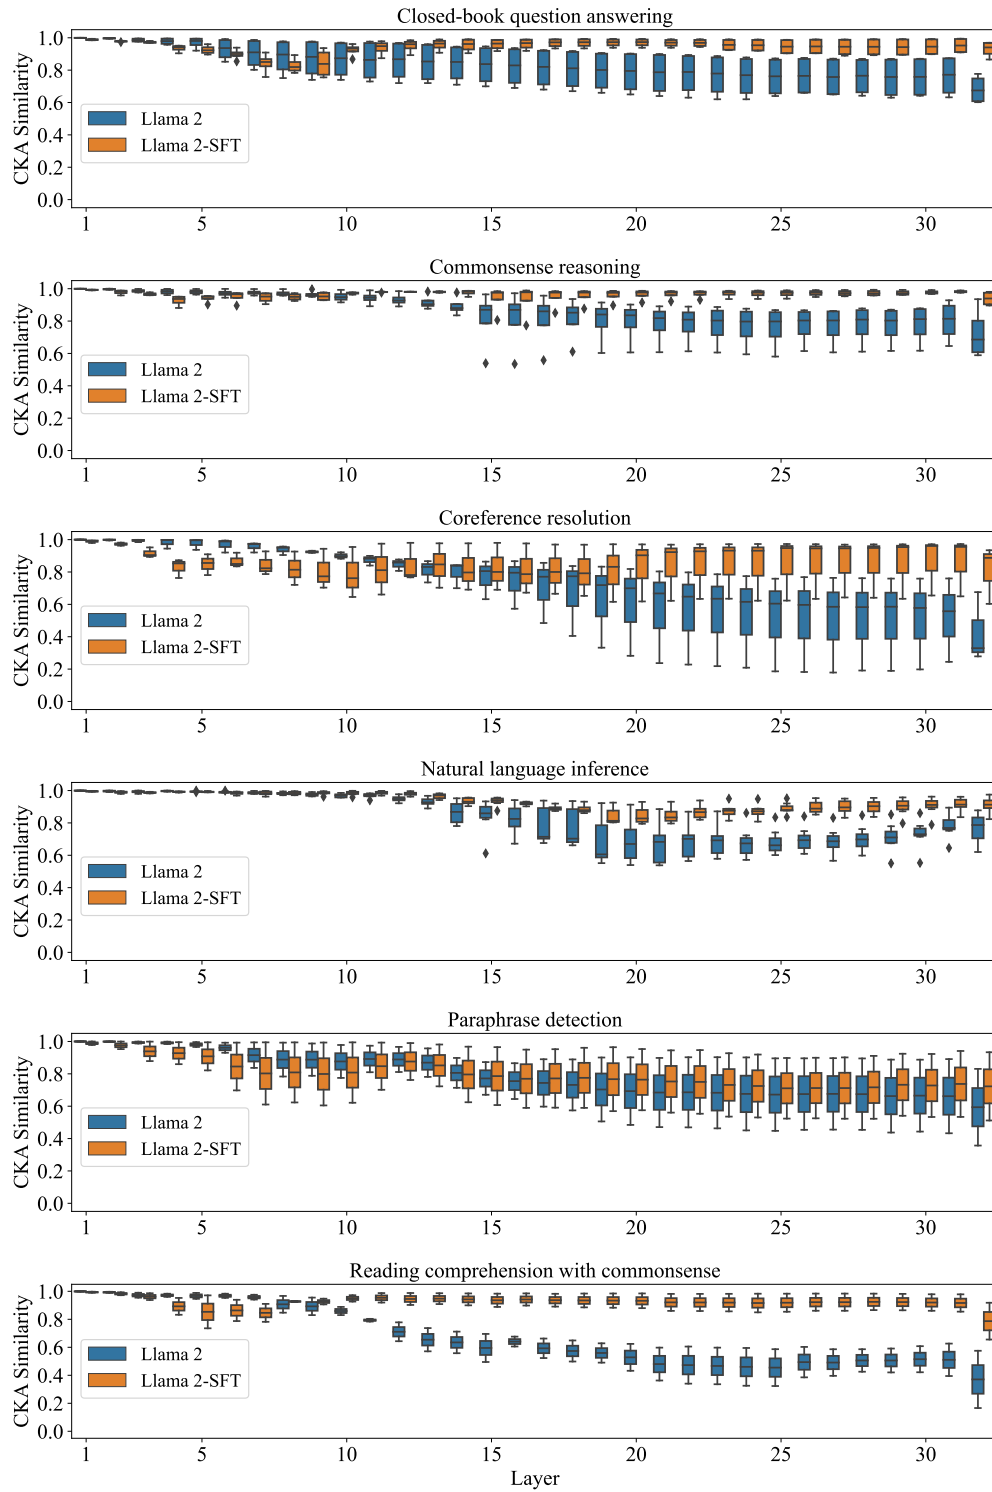 Closed-book question answering
CKA Similarity
1.0
0.8
0.6
0.4
0.2
0.0
Llama 2
Llama 2-SFT
1 5 10 15 20 25 30
Commonsense reasoning
CKA Similarity
1.0
0.8
0.6
0.4
0.2
0.0
Llama 2
Llama 2-SFT
1 5 10 15 20 25 30
Coreference resolution
CKA Similarity
1.0
0.8
0.6
0.4
0.2
0.0
Llama 2
Llama 2-SFT
1 5 10 15 20 25 30
Natural language inference
CKA Similarity
1.0
0.8
0.6
0.4
0.2
0.0
Llama 2
Llama 2-SFT
1 5 10 15 20 25 30
Paraphrase detection
CKA Similarity
1.0
0.8
0.6
0.4
0.2
0.0
Llama 2
Llama 2-SFT
1 5 10 15 20 25 30
Reading comprehension with commonsense
CKA Similarity
1.0
0.8
0.6
0.4
0.2
0.0
Llama 2
Llama 2-SFT
1 5 10 15 20 25 30
Layer